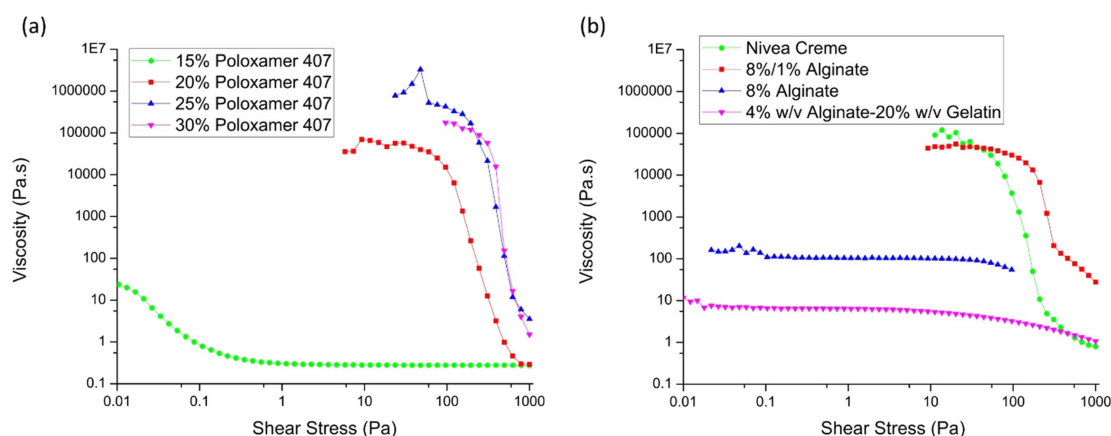 (a)
1E7
1000000
100000
10000
1000
100
10
1
0.1
Viscosity (Pa.s)
15% Poloxamer 407
20% Poloxamer 407
25% Poloxamer 407
30% Poloxamer 407
0.01 0.1 1 10 100 1000
Shear Stress (Pa)
(b)
1E7
1000000
100000
10000
1000
100
10
1
0.1
Viscosity (Pa.s)
Nivea Creme
8%/1% Alginate
8% Alginate
4% w/v Alginate-20% w/v Gelatin
0.01 0.1 1 10 100 1000
Shear Stress (Pa)